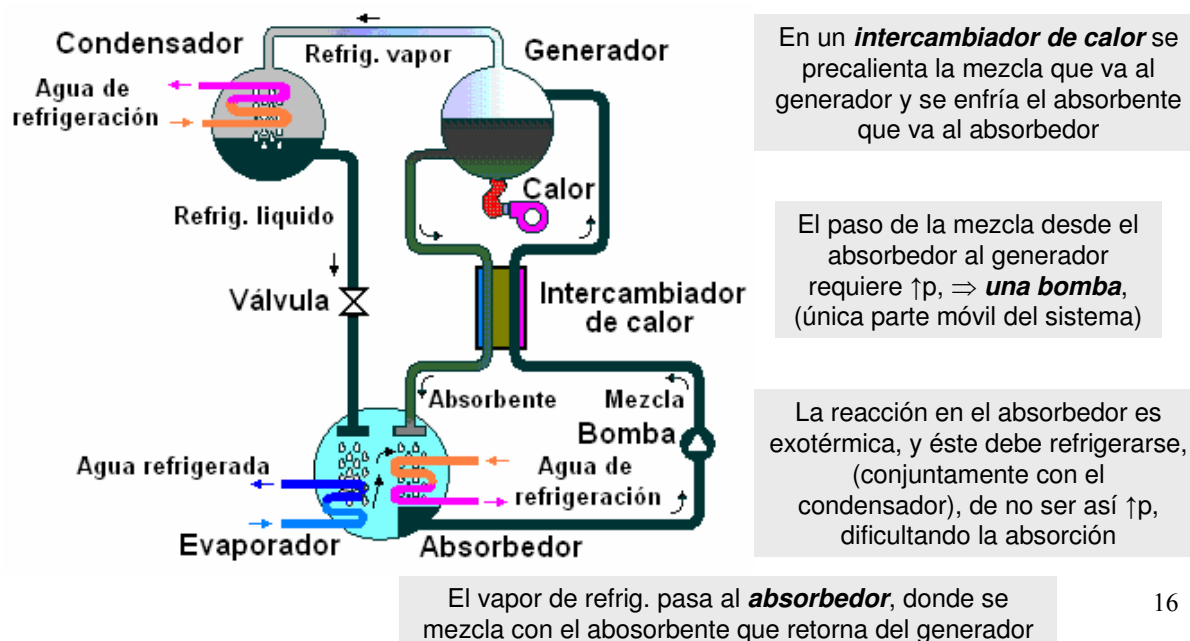 Condensador
Refrig. vapor
Generador
Agua de
refrigeración
Calor
Refrig. liquido
Válvula
Intercambiador
de calor
Absorbente
Mezcla
Bomba
Agua refrigerada
Agua de
refrigeración
Evaporador
Absorbedor
En un intercambiador de calor se
precalienta la mezcla que va al
generador y se enfría el absorbente
que va al absorbedor
El paso de la mezcla desde el
absorbedor al generador
requiere ↑p, ⇒ una bomba,
(única parte móvil del sistema)
La reacción en el absorbedor es
exotérmica, y éste debe refrigerarse,
(conjuntamente con el
condensador), de no ser así ↑p,
dificultando la absorción
El vapor de refrig. pasa al absorbedor, donde se
mezcla con el abosorbente que retorna del generador
16